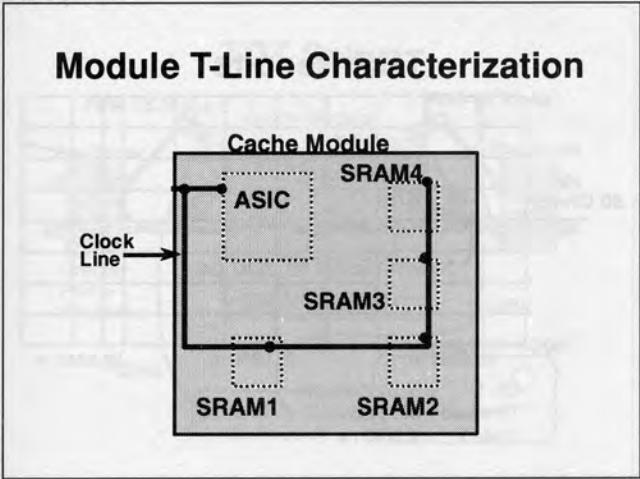 Module T-Line Characterization
Cache Module
SRAM4
ASIC
Clock
Line
SRAM3
SRAM1
SRAM2